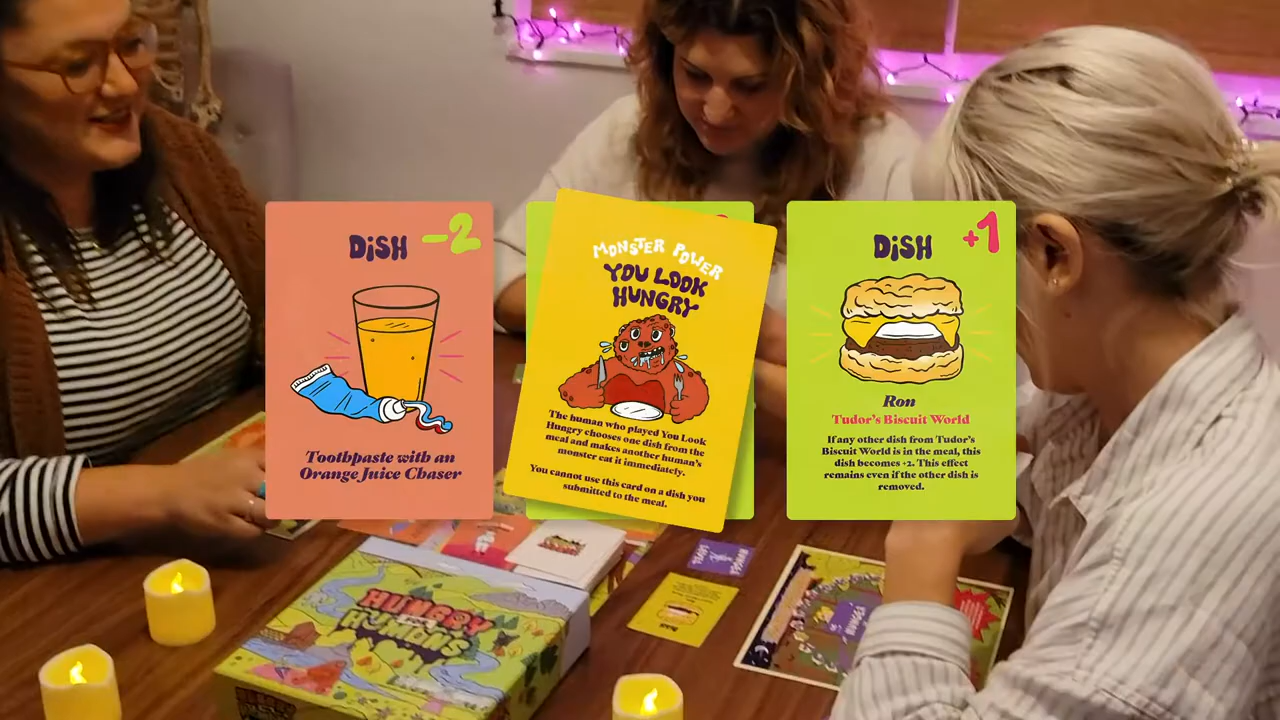 DiSH
-2
Toothpaste with an
Orange Juice Chaser
MONSTER POWER
YOU LOOK
HUNGRY
The human who played You Look
Hungry chooses one dish from the
meal and makes another human's
monster eat it immediately.
You cannot use this card on a dish you
submitted to the meal.
DiSH
+1
Ron
Tudor's Biscuit World
If any other dish from Tudor's
Biscuit World is in the meal, this
dish becomes +2. This effect
remains even if the other dish is
removed.
HUNGRY
HUMANS